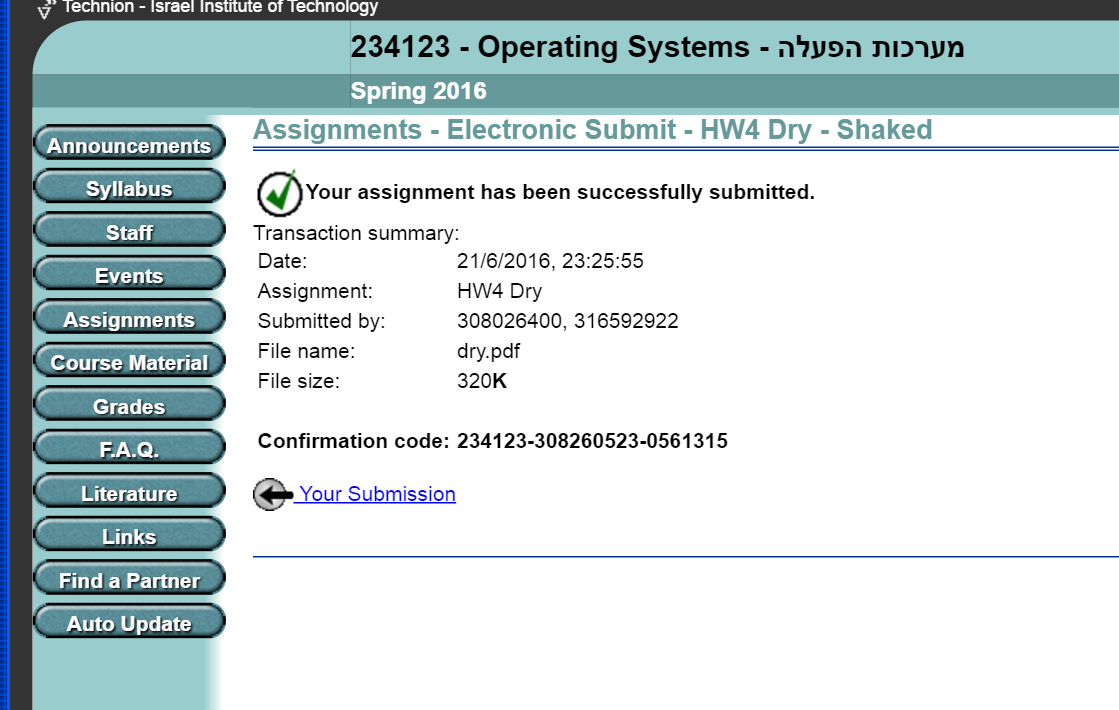 Technion - Israel Institute of Technology
234123 - Operating Systems - מערכות הפעלה
Spring 2016
Announcements
Syllabus
Staff
Events
Assignments
Course Material
Grades
F.A.Q.
Literature
Links
Find a Partner
Auto Update
Assignments - Electronic Submit - HW4 Dry - Shaked
Your assignment has been successfully submitted.
Transaction summary:
Date: 21/6/2016, 23:25:55
Assignment: HW4 Dry
Submitted by: 308026400, 316592922
File name: dry.pdf
File size: 320K
Confirmation code: 234123-308260523-0561315
Your Submission